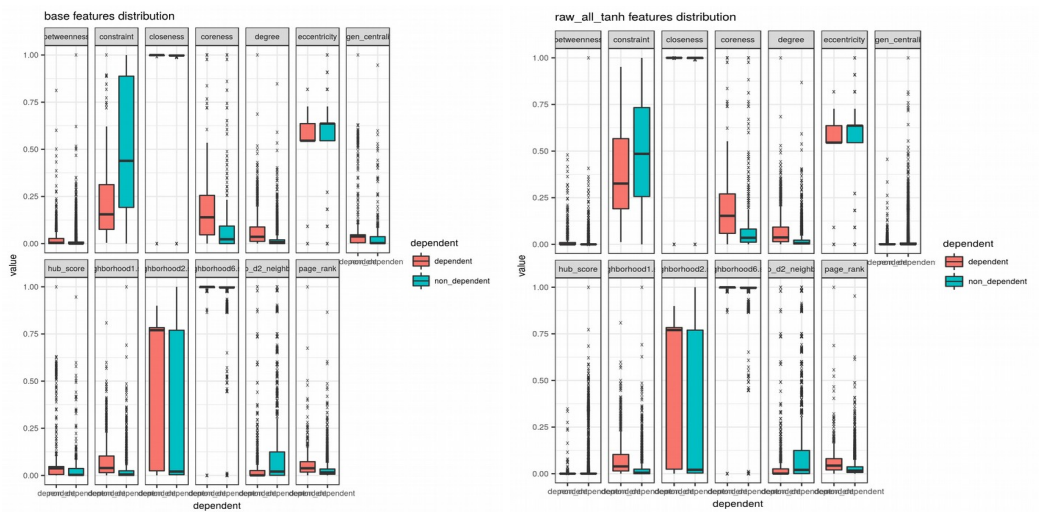 base features distribution
betweenness constraint closeness coreness degree eccentricity gen_centrali
1.00
0.75
0.50
0.25
0.00
value
hub_score ghborhood1. ghborhood2. ghborhood6. o_d2_neighb page_rank
1.00
0.75
0.50
0.25
0.00
dependent
dependent
dependent
non_dependent
raw_all_tanh features distribution
betweenness constraint closeness coreness degree eccentricity gen_centrali
1.00
0.75
0.50
0.25
0.00
value
hub_score ghborhood1. ghborhood2. ghborhood6. o_d2_neighb page_rank
1.00
0.75
0.50
0.25
0.00
dependent
dependent
dependent
non_dependent